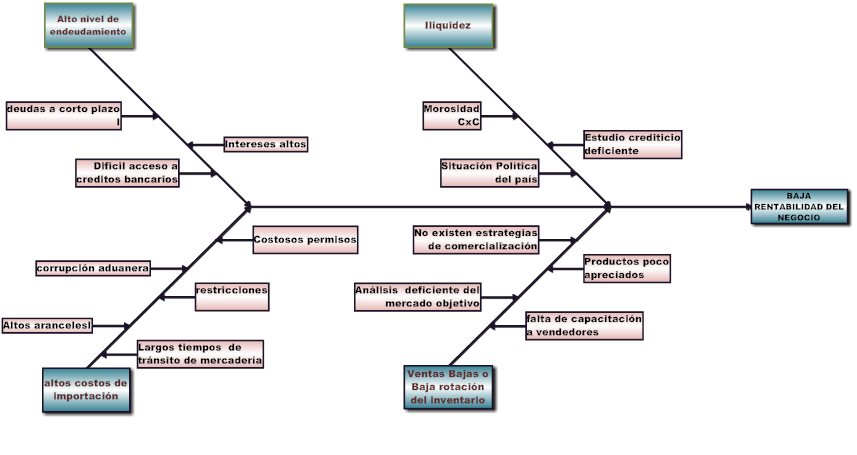 Alto nivel de
endeudamiento
Iliquidez
deudas a corto plazo
l
Intereses altos
Dificil acceso a
creditos bancarios
Morosidad
CxC
Estudio crediticio
deficiente
Situación Política
del país
BAJA
RENTABILIDAD DEL
NEGOCIO
Costosos permisos
corrupción aduanera
restricciones
Altos arancelesl
Largos tiempos de
tránsito de mercadería
altos costos de
importación
No existen estrategias
de comercialización
Productos poco
apreciados
Análisis deficiente del
mercado objetivo
falta de capacitación
a vendedores
Ventas Bajas o
Baja rotación
del inventario